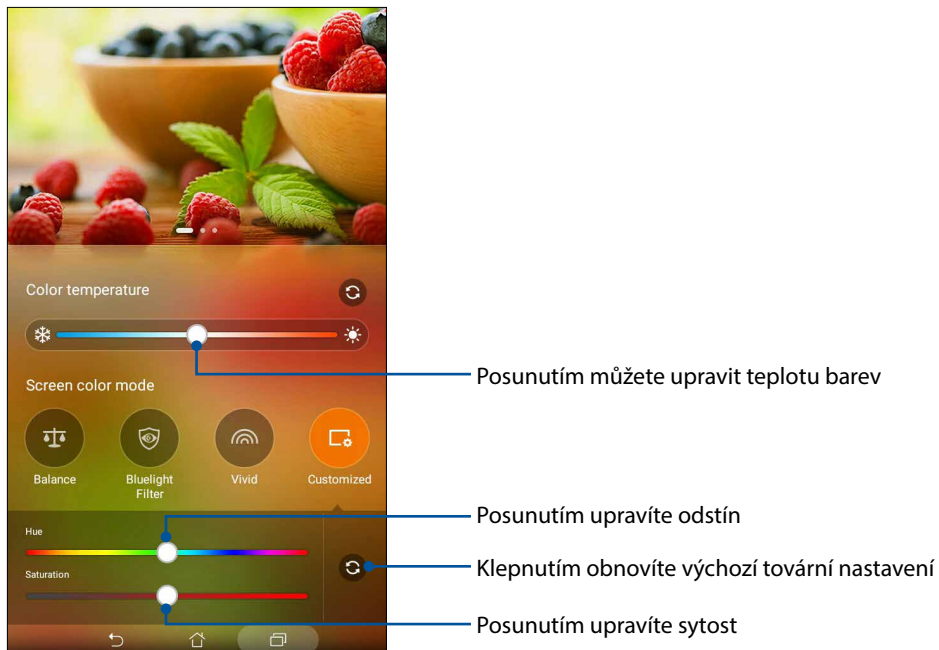 Color temperature
Posunutím můžete upravit teplotu barev
Screen color mode
Balance
Bluelight
Filter
Vivid
Customized
Posunutím upravíte odstín
Hue
Klepnutím obnovíte výchozí tovární nastavení
Saturation
Posunutím upravíte sytost